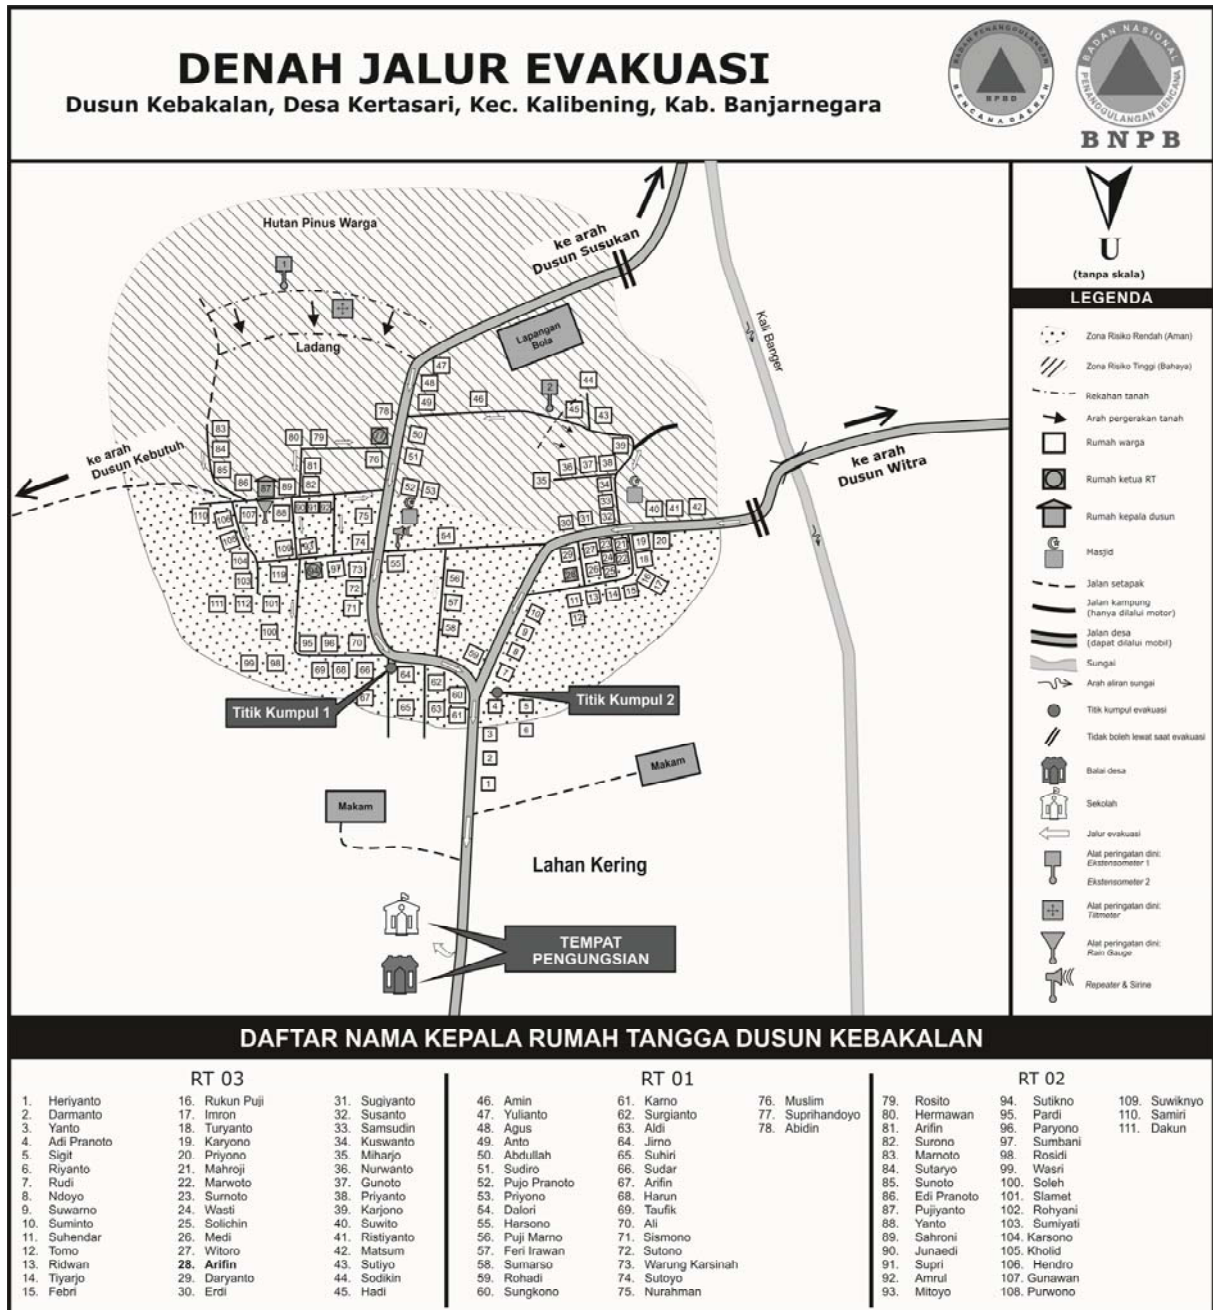 DENAH JALUR EVAKUASI
Dusun Kebakalan, Desa Kertasari, Kec. Kalibening, Kab. Banjarnegara
BADAN PENANGGULANGAN
BPBD
BENCANA DAERAH
BADAN NASIONAL
PENANGGULANGAN BENCANA
BNPB
Hutan Pinus Warga
ke arah
Dusun Susukan
Lapangan
Bola
Ladang
Kali Banger
ke arah
Dusun Kebutuh
ke arah
Dusun Witra
Titik Kumpul 1
Titik Kumpul 2
Makam
Makam
Lahan Kering
TEMPAT
PENGUNGSIAN
U
(tanpa skala)
LEGENDA
Zona Risiko Rendah (Aman)
Zona Risiko Tinggi (Bahaya)
Rekahan tanah
Arah pergerakan tanah
Rumah warga
Rumah ketua RT
Rumah kepala dusun
Masjid
Jalan setapak
Jalan kampung
(hanya dilalui motor)
Jalan desa
(dapat dilalui mobil)
Sungai
Arah aliran sungai
Titik kumpul evakuasi
Tidak boleh lewat saat evakuasi
Balai desa
Sekolah
Jalur evakuasi
Alat peringatan dini:
Ekstensometer 1
Ekstensometer 2
Alat peringatan dini:
Tiltmeter
Alat peringatan dini:
Rain Gauge
Repeater & Sirine
DAFTAR NAMA KEPALA RUMAH TANGGA DUSUN KEBAKALAN
RT 03
1. Heriyanto
2. Darmanto
3. Yanto
4. Adi Pranoto
5. Sigit
6. Riyanto
7. Rudi
8. Ndoyo
9. Suwarno
10. Suminto
11. Suhendar
12. Tomo
13. Ridwan
14. Tiyarjo
15. Febri
16. Rukun Puji
17. Imron
18. Turyanto
19. Karyono
20. Priyono
21. Mahroji
22. Marwoto
23. Surnoto
24. Wasti
25. Solichin
26. Medi
27. Witoro
28. Arifin
29. Daryanto
30. Erdi
31. Sugiyanto
32. Susanto
33. Samsudin
34. Kuswanto
35. Miharjo
36. Nurwanto
37. Gunoto
38. Priyanto
39. Karjono
40. Suwito
41. Ristiyanto
42. Matsum
43. Sutiyo
44. Sodikin
45. Hadi
RT 01
46. Amin
47. Yulianto
48. Agus
49. Anto
50. Abdullah
51. Sudiro
52. Pujo Pranoto
53. Priyono
54. Dalori
55. Harsono
56. Puji Marno
57. Feri Irawan
58. Sumarso
59. Rohadi
60. Sungkono
61. Karno
62. Surgianto
63. Aldi
64. Jirno
65. Suhiri
66. Sudar
67. Arifin
68. Harun
69. Taufik
70. Ali
71. Sismono
72. Sutono
73. Warung Karsinah
74. Sutoyo
75. Nurahman
76. Muslim
77. Suprihandoyo
78. Abidin
RT 02
79. Rosito
80. Hermawan
81. Arifin
82. Surono
83. Marnoto
84. Sutaryo
85. Sunoto
86. Edi Pranoto
87. Pujiyanto
88. Yanto
89. Sahroni
90. Junaedi
91. Supri
92. Amrul
93. Mitoyo
94. Sutikno
95. Pardi
96. Paryono
97. Sumbani
98. Rosidi
99. Wasri
100. Soleh
101. Slamet
102. Rohyani
103. Sumiyati
104. Karsono
105. Kholid
106. Hendro
107. Gunawan
108. Purwono
109. Suwiknyo
110. Samiri
111. Dakun